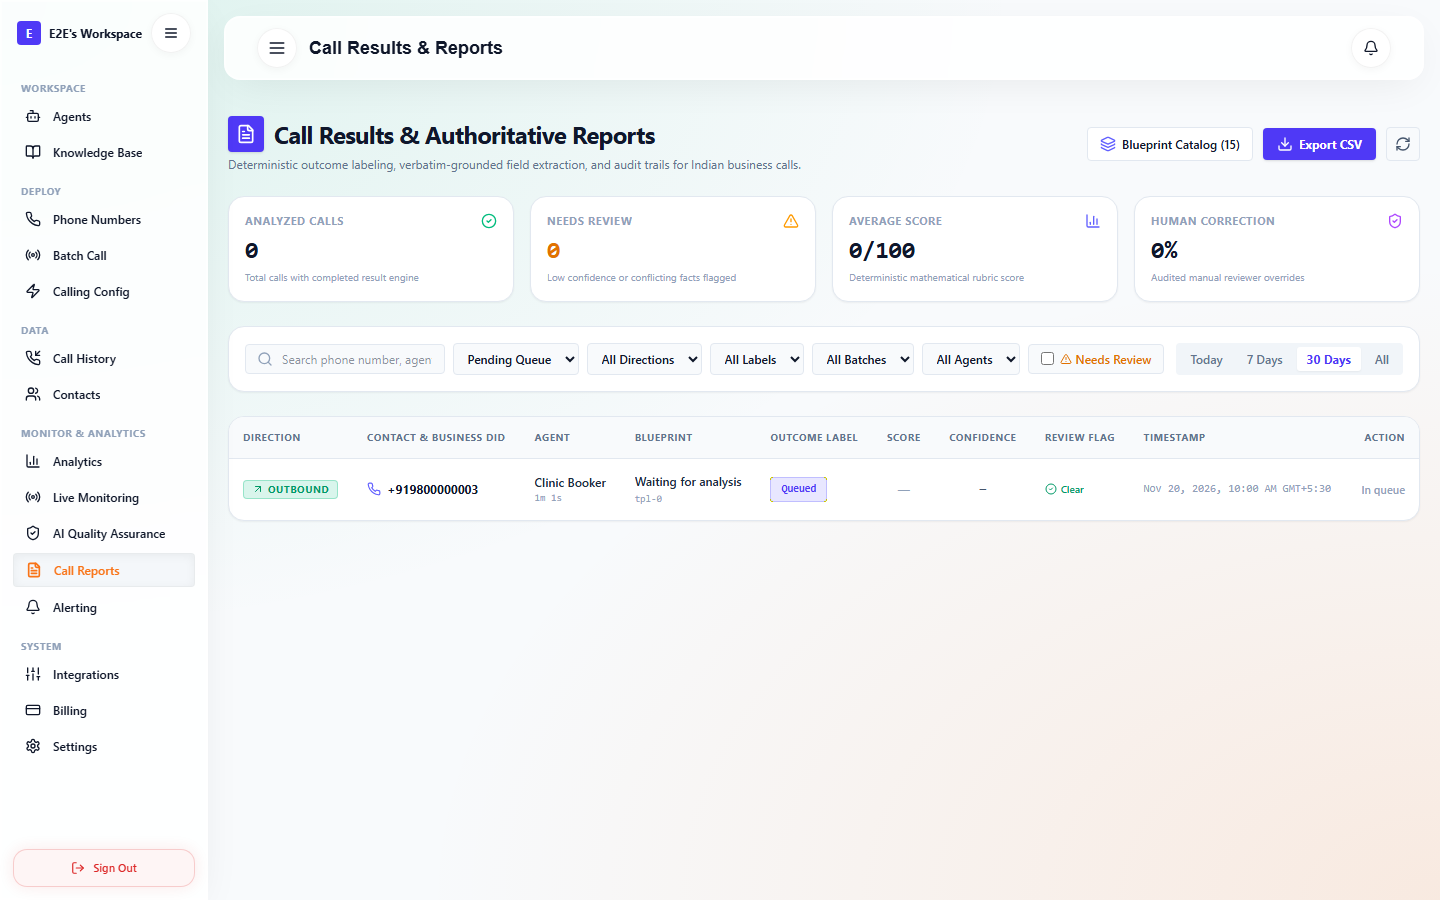 E E2E's Workspace
WORKSPACE
Agents
Knowledge Base
DEPLOY
Phone Numbers
Batch Call
Calling Config
DATA
Call History
Contacts
MONITOR & ANALYTICS
Analytics
Live Monitoring
AI Quality Assurance
Call Reports
Alerting
SYSTEM
Integrations
Billing
Settings
Sign Out
Call Results & Reports
Call Results & Authoritative Reports
Deterministic outcome labeling, verbatim-grounded field extraction, and audit trails for Indian business calls.
Blueprint Catalog (15)
Export CSV
ANALYZED CALLS
0
Total calls with completed result engine
NEEDS REVIEW
0
Low confidence or conflicting facts flagged
AVERAGE SCORE
0/100
Deterministic mathematical rubric score
HUMAN CORRECTION
0%
Audited manual reviewer overrides
Search phone number, agen
Pending Queue
All Directions
All Labels
All Batches
All Agents
Needs Review
Today 7 Days 30 Days All
DIRECTION CONTACT & BUSINESS DID AGENT BLUEPRINT OUTCOME LABEL SCORE CONFIDENCE REVIEW FLAG TIMESTAMP ACTION
OUTBOUND
+919800000003
Clinic Booker
1m 1s
Waiting for analysis
tpl-0
Queued
—
–
Clear
Nov 20, 2026, 10:00 AM GMT+5:30
In queue